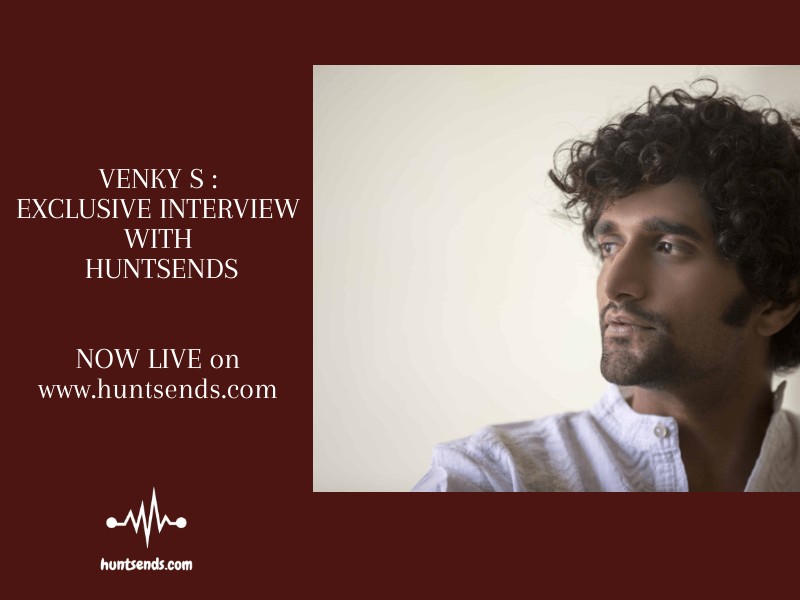 VENKY S :
EXCLUSIVE INTERVIEW
WITH
HUNTSENDS
NOW LIVE on
www.huntsends.com
huntsends.com